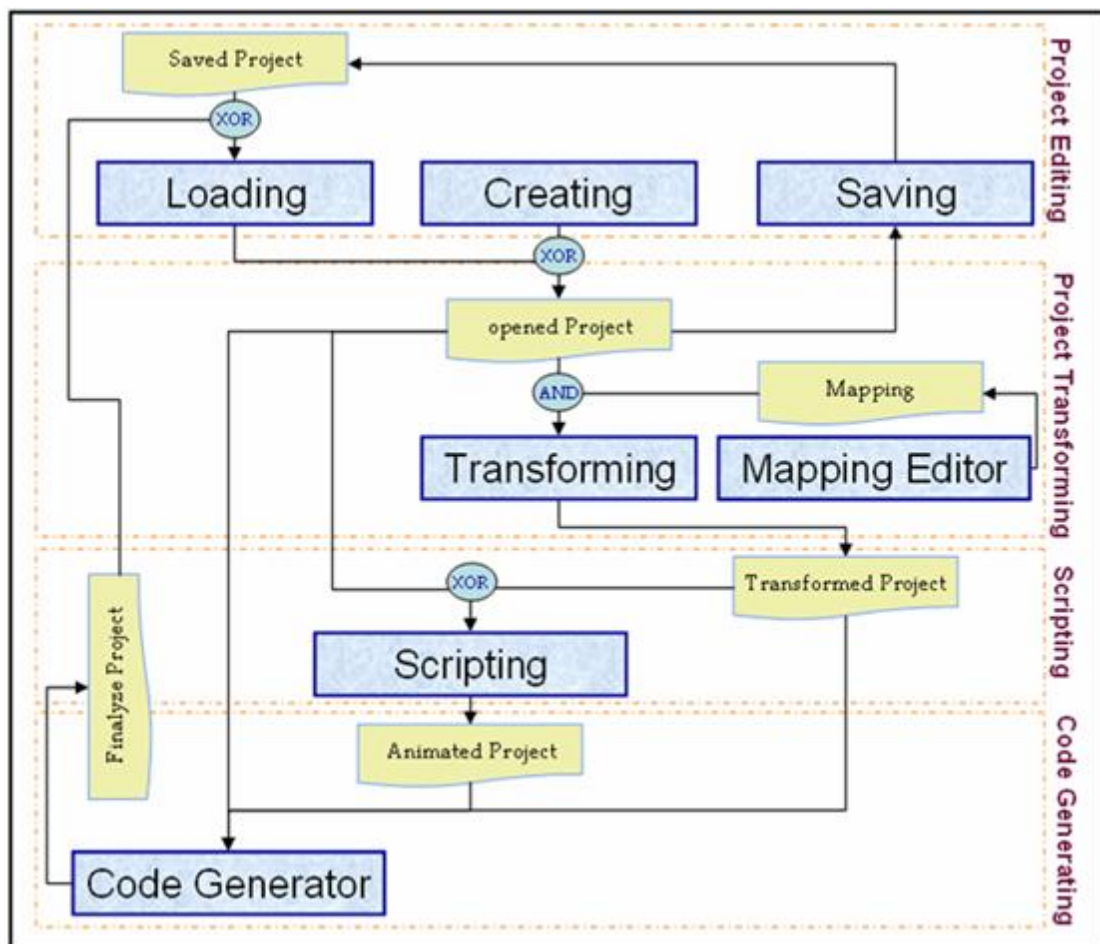 Saved Project
XOR
Loading
Creating
Saving
Project Editing
XOR
opened Project
AND
Mapping
Transforming
Mapping Editor
Project Transforming
XOR
Transformed Project
Scripting
Scripting
Finalyze Project
Animated Project
Code Generator
Code Generating